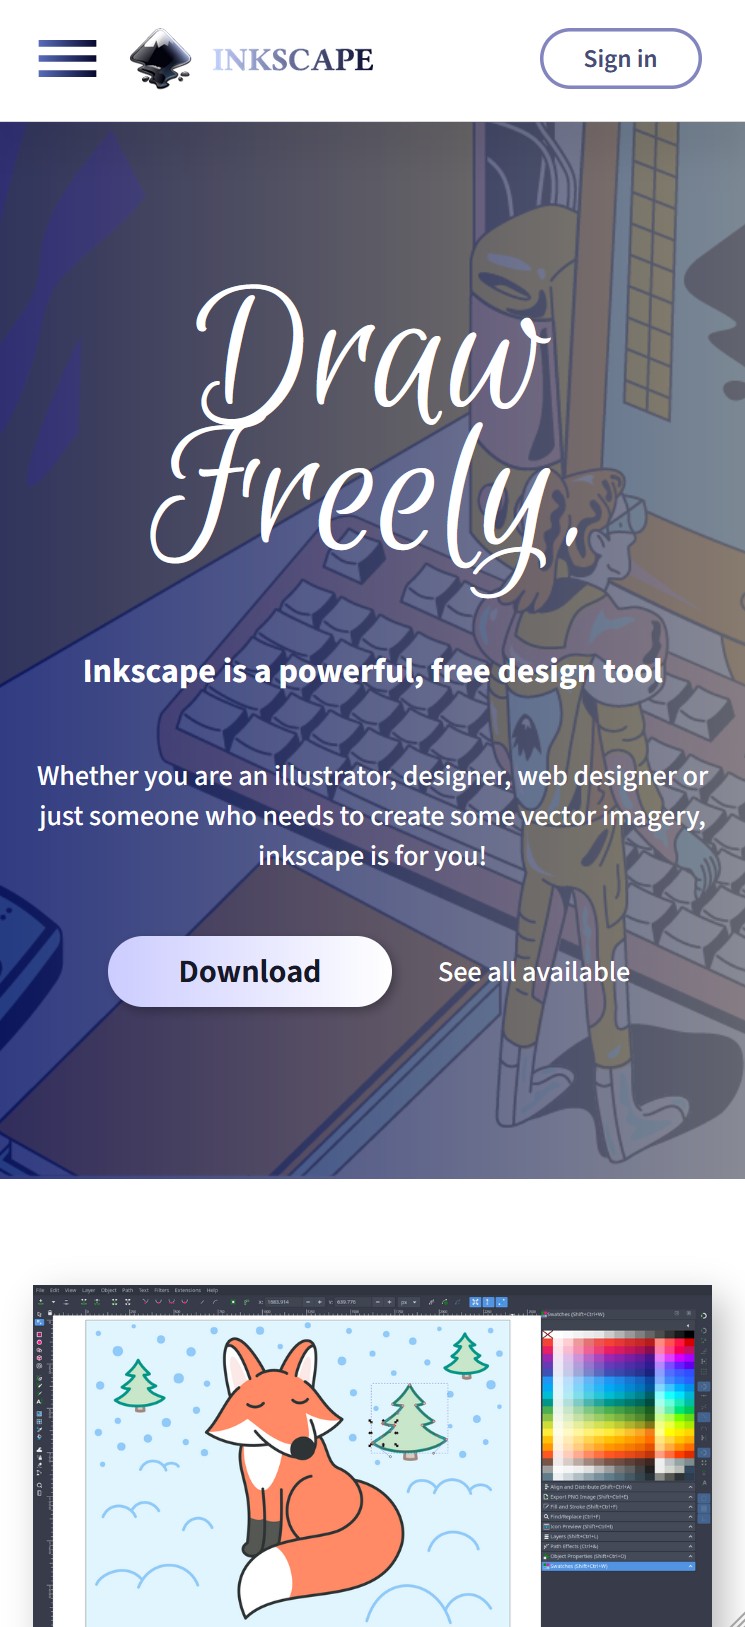 INKSCAPE
Sign in
Draw
Freely.
Inkscape is a powerful, free design tool
Whether you are an illustrator, designer, web designer or
just someone who needs to create some vector imagery,
inkscape is for you!
Download
See all available
File Edit View Layer Object Path Text Filters Extensions Help
Swatches (Shift+Ctrl+W)
Align and Distribute (Shift+Ctrl+A)
Export PNG Image (Shift+Ctrl+E)
Fill and Stroke (Shift+Ctrl+F)
Find/Replace (Ctrl+F)
Icon Preview (Shift+Ctrl+I)
Layers (Shift+Ctrl+L)
Path Effects (Ctrl+&)
Object Properties (Shift+Ctrl+O)
Swatches (Shift+Ctrl+W)